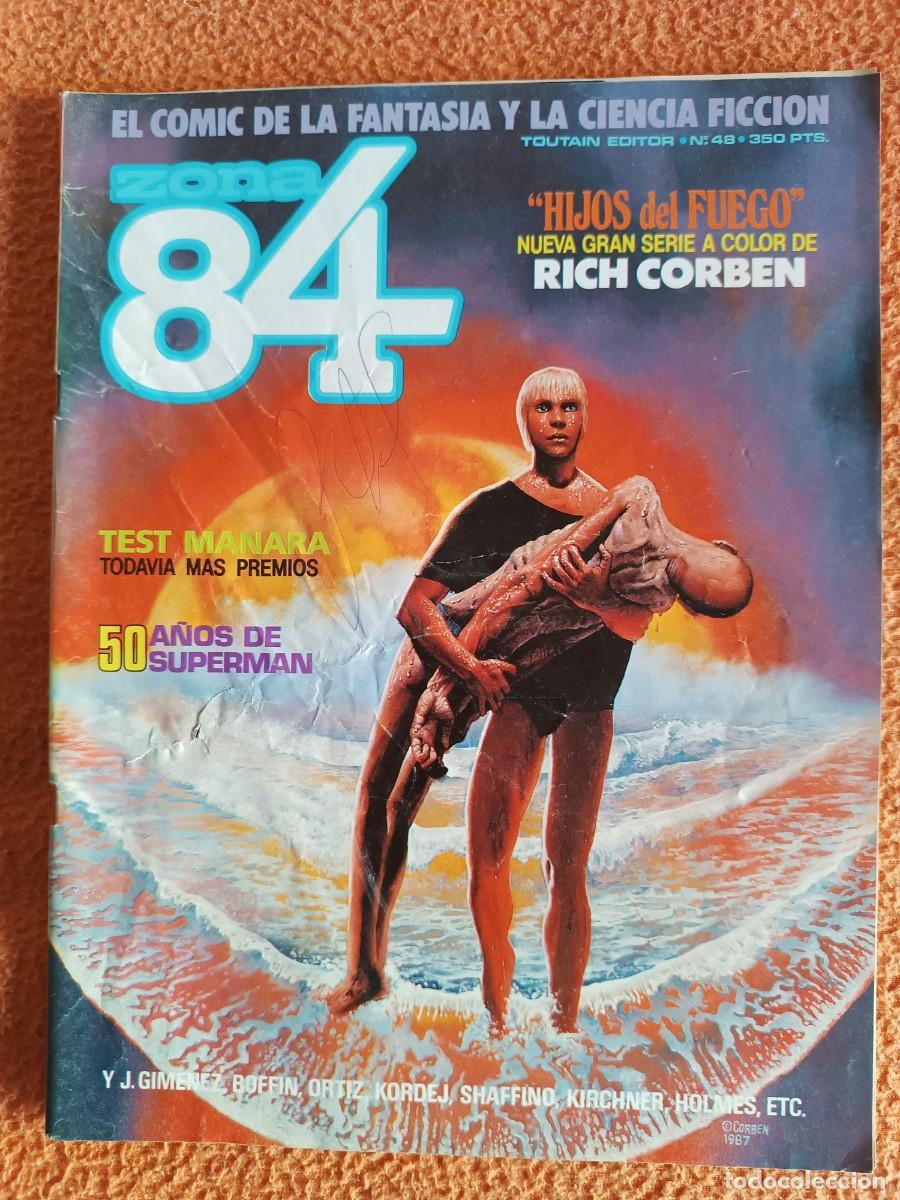 EL COMIC DE LA FANTASIA Y LA CIENCIA FICCION
TOUTAIN EDITOR • Nº 48 • 350 PTS.
zona
84
"HIJOS del FUEGO"
NUEVA GRAN SERIE A COLOR DE
RICH CORBEN
TEST MANARA
TODAVIA MAS PREMIOS
50 AÑOS DE
SUPERMAN
Y J. GIMENEZ, BOFFIN, ORTIZ, KORDEJ, SHAFFINO, KIRCHNER, HOLMES, ETC.
©CORBEN
1987
todocoleccion